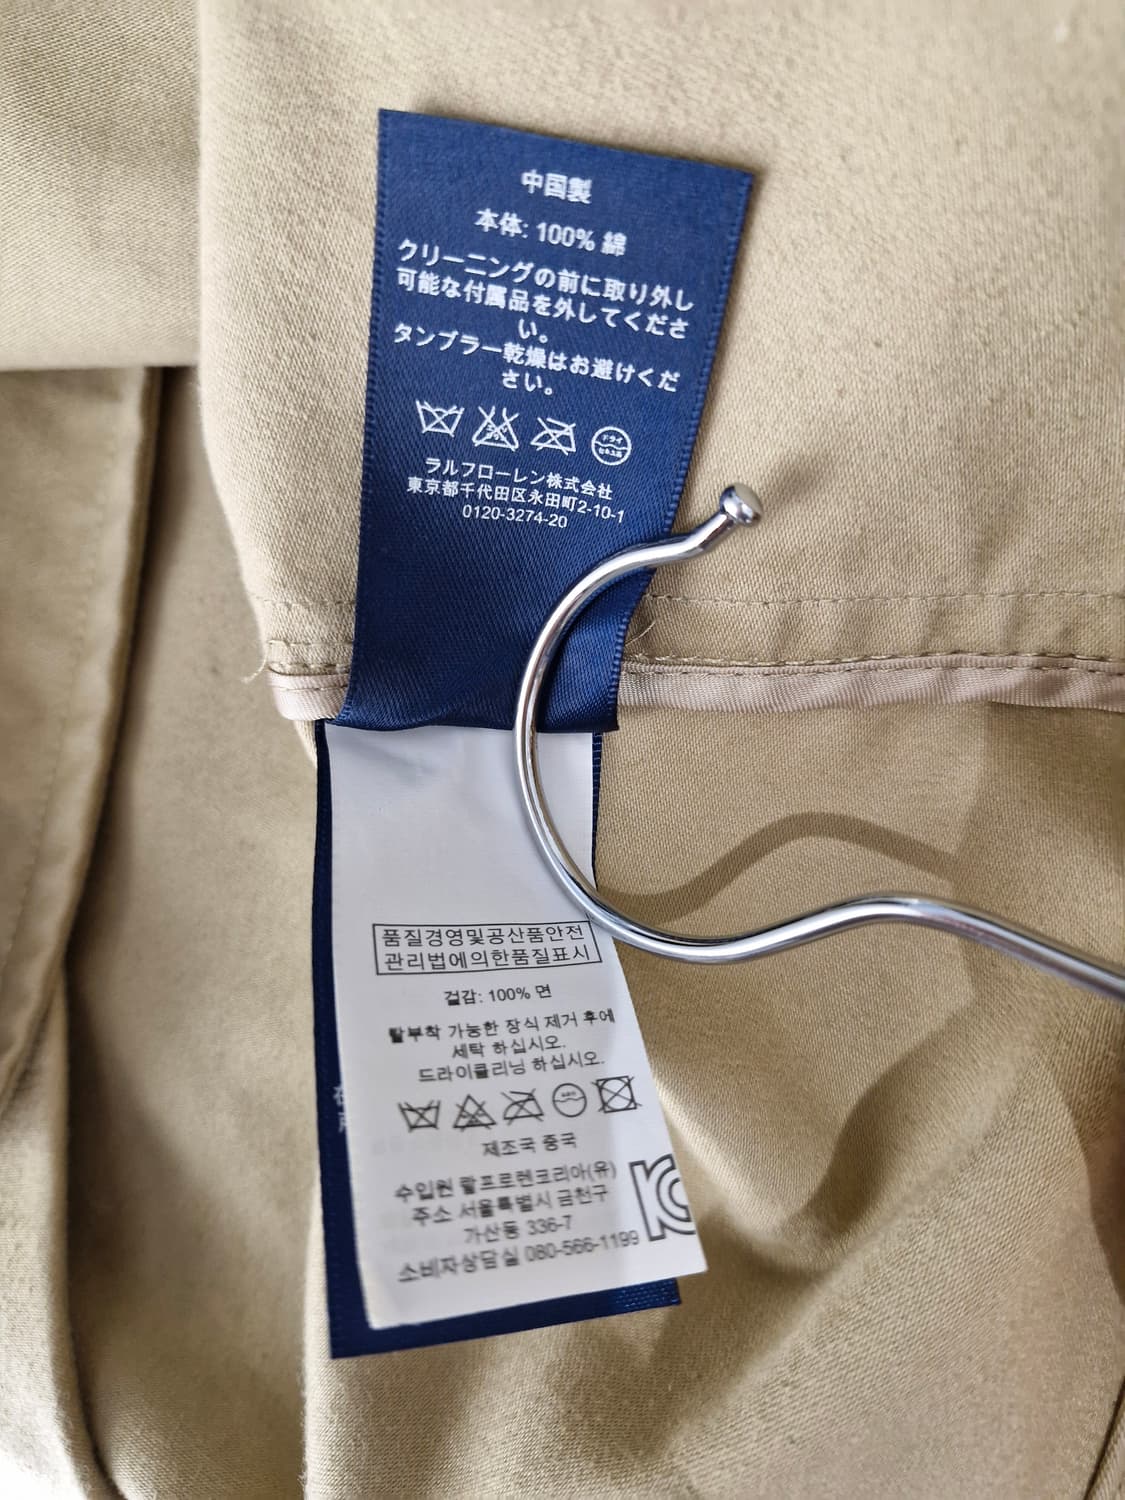 中国製
本体: 100% 綿
クリーニングの前に取り外し
可能な付属品を外してくださ
い。
タンブラー乾燥はお避けくだ
さい。
ドライ
セキユ系
ラルフローレン株式会社
東京都千代田区永田町2-10-1
0120-3274-20
품질경영및공산품안전
관리법에의한품질표시
겉감: 100% 면
탈부착 가능한 장식 제거 후에
세탁 하십시오.
드라이클리닝 하십시오.
제조국 중국
수입원 랄프로렌코리아(유)
주소 서울특별시 금천구
가산동 336-7
소비자상담실 080-566-1199